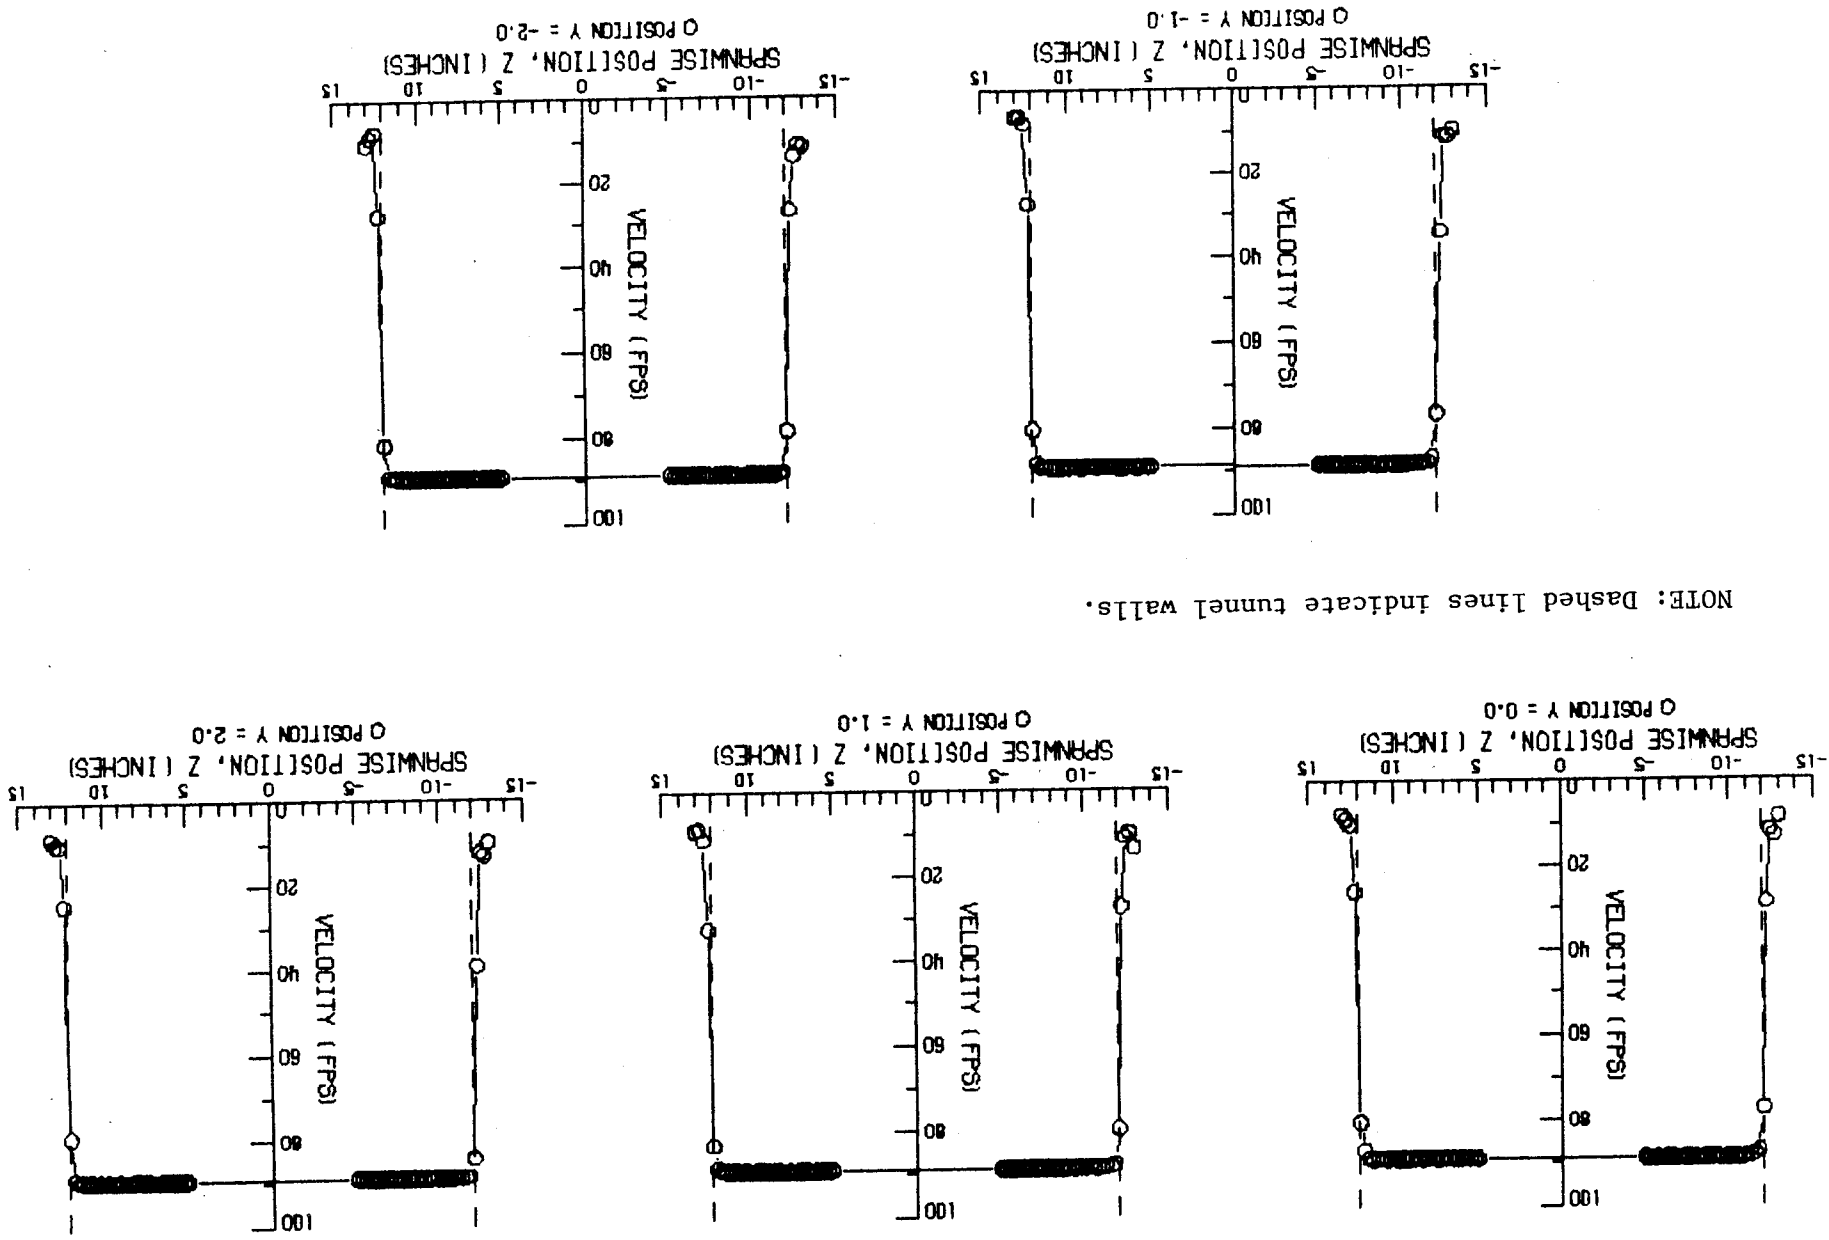 100
80
60
40
20
0
VELOCITY (FPS)
-15 -10 -5 0 5 10 15
SPANWISE POSITION, Z (INCHES)
POSITION Y = 0.0
100
80
60
40
20
0
VELOCITY (FPS)
-15 -10 -5 0 5 10 15
SPANWISE POSITION, Z (INCHES)
POSITION Y = 1.0
100
80
60
40
20
0
VELOCITY (FPS)
-15 -10 -5 0 5 10 15
SPANWISE POSITION, Z (INCHES)
POSITION Y = 2.0
NOTE: Dashed lines indicate tunnel walls.
100
80
60
40
20
0
VELOCITY (FPS)
-15 -10 -5 0 5 10 15
SPANWISE POSITION, Z (INCHES)
POSITION Y = -1.0
100
80
60
40
20
0
VELOCITY (FPS)
-15 -10 -5 0 5 10 15
SPANWISE POSITION, Z (INCHES)
POSITION Y = -2.0